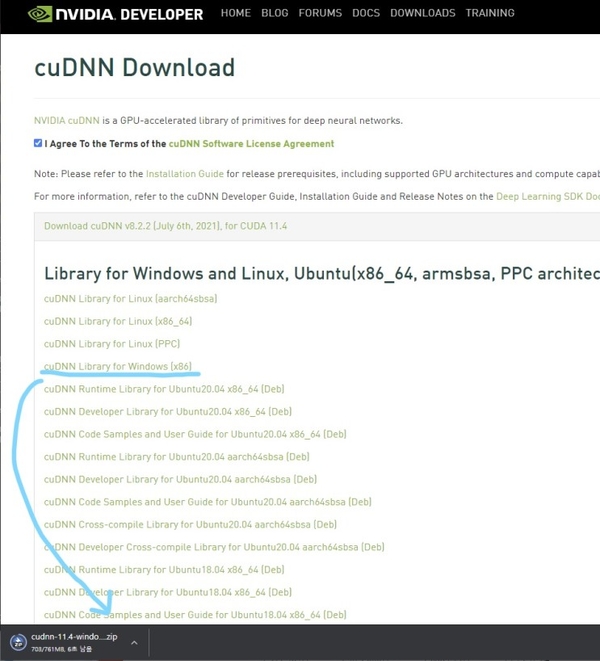 NVIDIA DEVELOPER HOME BLOG FORUMS DOCS DOWNLOADS TRAINING
cuDNN Download
NVIDIA cuDNN is a GPU-accelerated library of primitives for deep neural networks.
I Agree To the Terms of the cuDNN Software License Agreement
Note: Please refer to the Installation Guide for release prerequisites, including supported GPU architectures and compute capab
For more information, refer to the cuDNN Developer Guide, Installation Guide and Release Notes on the Deep Learning SDK Doc
Download cuDNN v8.2.2 (July 6th, 2021), for CUDA 11.4
Library for Windows and Linux, Ubuntu(x86_64, armsbsa, PPC architec
cuDNN Library for Linux (aarch64sbsa)
cuDNN Library for Linux (x86_64)
cuDNN Library for Linux (PPC)
cuDNN Library for Windows (x86)
cuDNN Runtime Library for Ubuntu20.04 x86_64 (Deb)
cuDNN Developer Library for Ubuntu20.04 x86_64 (Deb)
cuDNN Code Samples and User Guide for Ubuntu20.04 x86_64 (Deb)
cuDNN Runtime Library for Ubuntu20.04 aarch64sbsa (Deb)
cuDNN Developer Library for Ubuntu20.04 aarch64sbsa (Deb)
cuDNN Code Samples and User Guide for Ubuntu20.04 aarch64sbsa (Deb)
cuDNN Cross-compile Library for Ubuntu20.04 aarch64sbsa (Deb)
cuDNN Developer Cross-compile Library for Ubuntu20.04 aarch64sbsa (Deb)
cuDNN Runtime Library for Ubuntu18.04 x86_64 (Deb)
cuDNN Developer Library for Ubuntu18.04 x86_64 (Deb)
cuDNN Code Samples and User Guide for Ubuntu18.04 x86_64 (Deb)
cudnn-11.4-windo....zip
703/761MB, 6초 남음